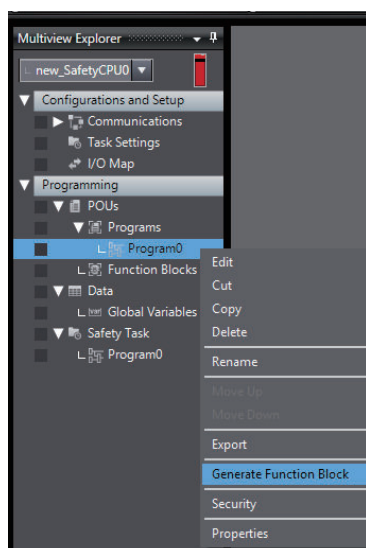 Multiview Explorer
new_SafetyCPU0
Configurations and Setup
Communications
Task Settings
I/O Map
Programming
POUs
Programs
Program0
Function Blocks
Data
Global Variables
Safety Task
Program0
Edit
Cut
Copy
Delete
Rename
Move Up
Move Down
Export
Generate Function Block
Security
Properties